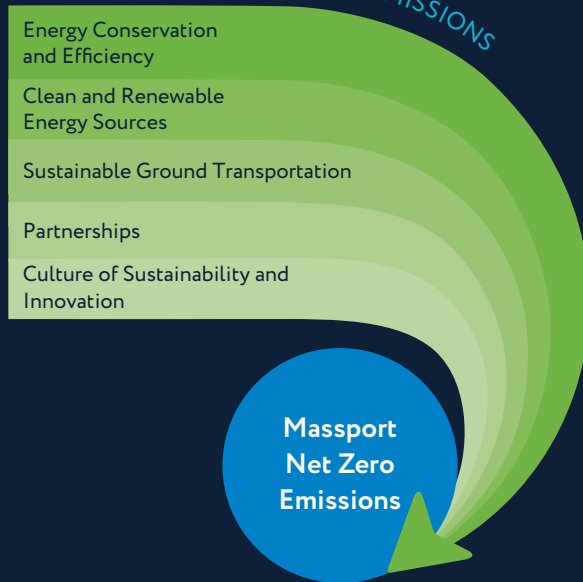 Energy Conservation
and Efficiency
Clean and Renewable
Energy Sources
Sustainable Ground Transportation
Partnerships
Culture of Sustainability and
Innovation
Massport
Net Zero
Emissions